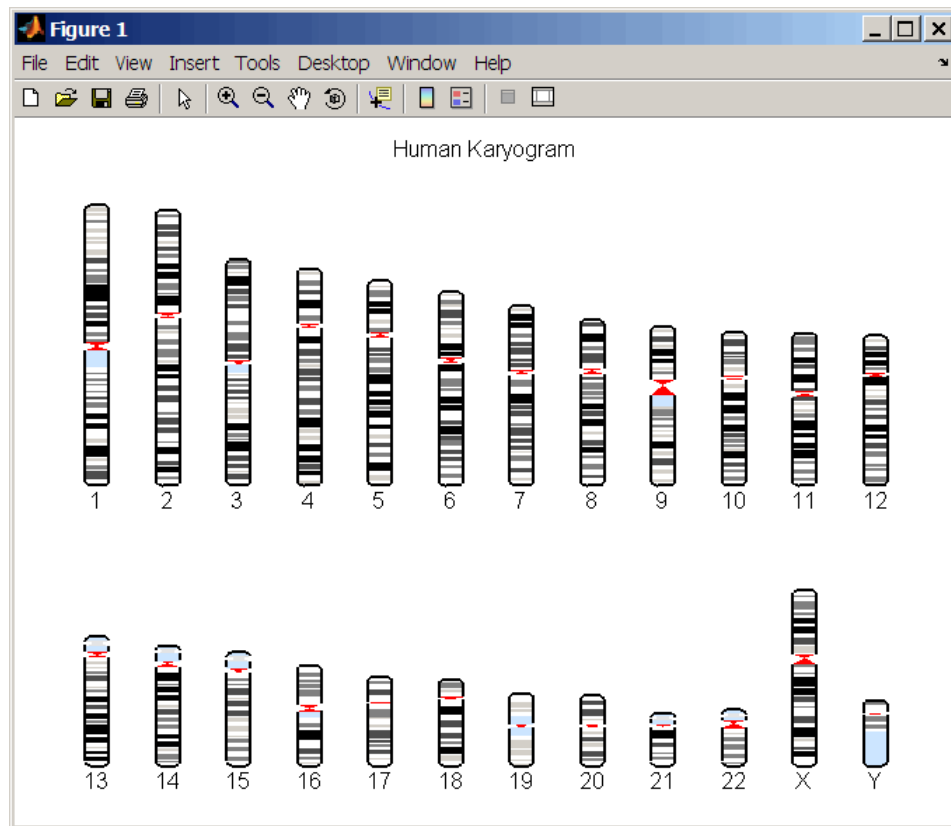 Figure 1
File Edit View Insert Tools Desktop Window Help
Human Karyogram
1 2 3 4 5 6 7 8 9 10 11 12
13 14 15 16 17 18 19 20 21 22 X Y